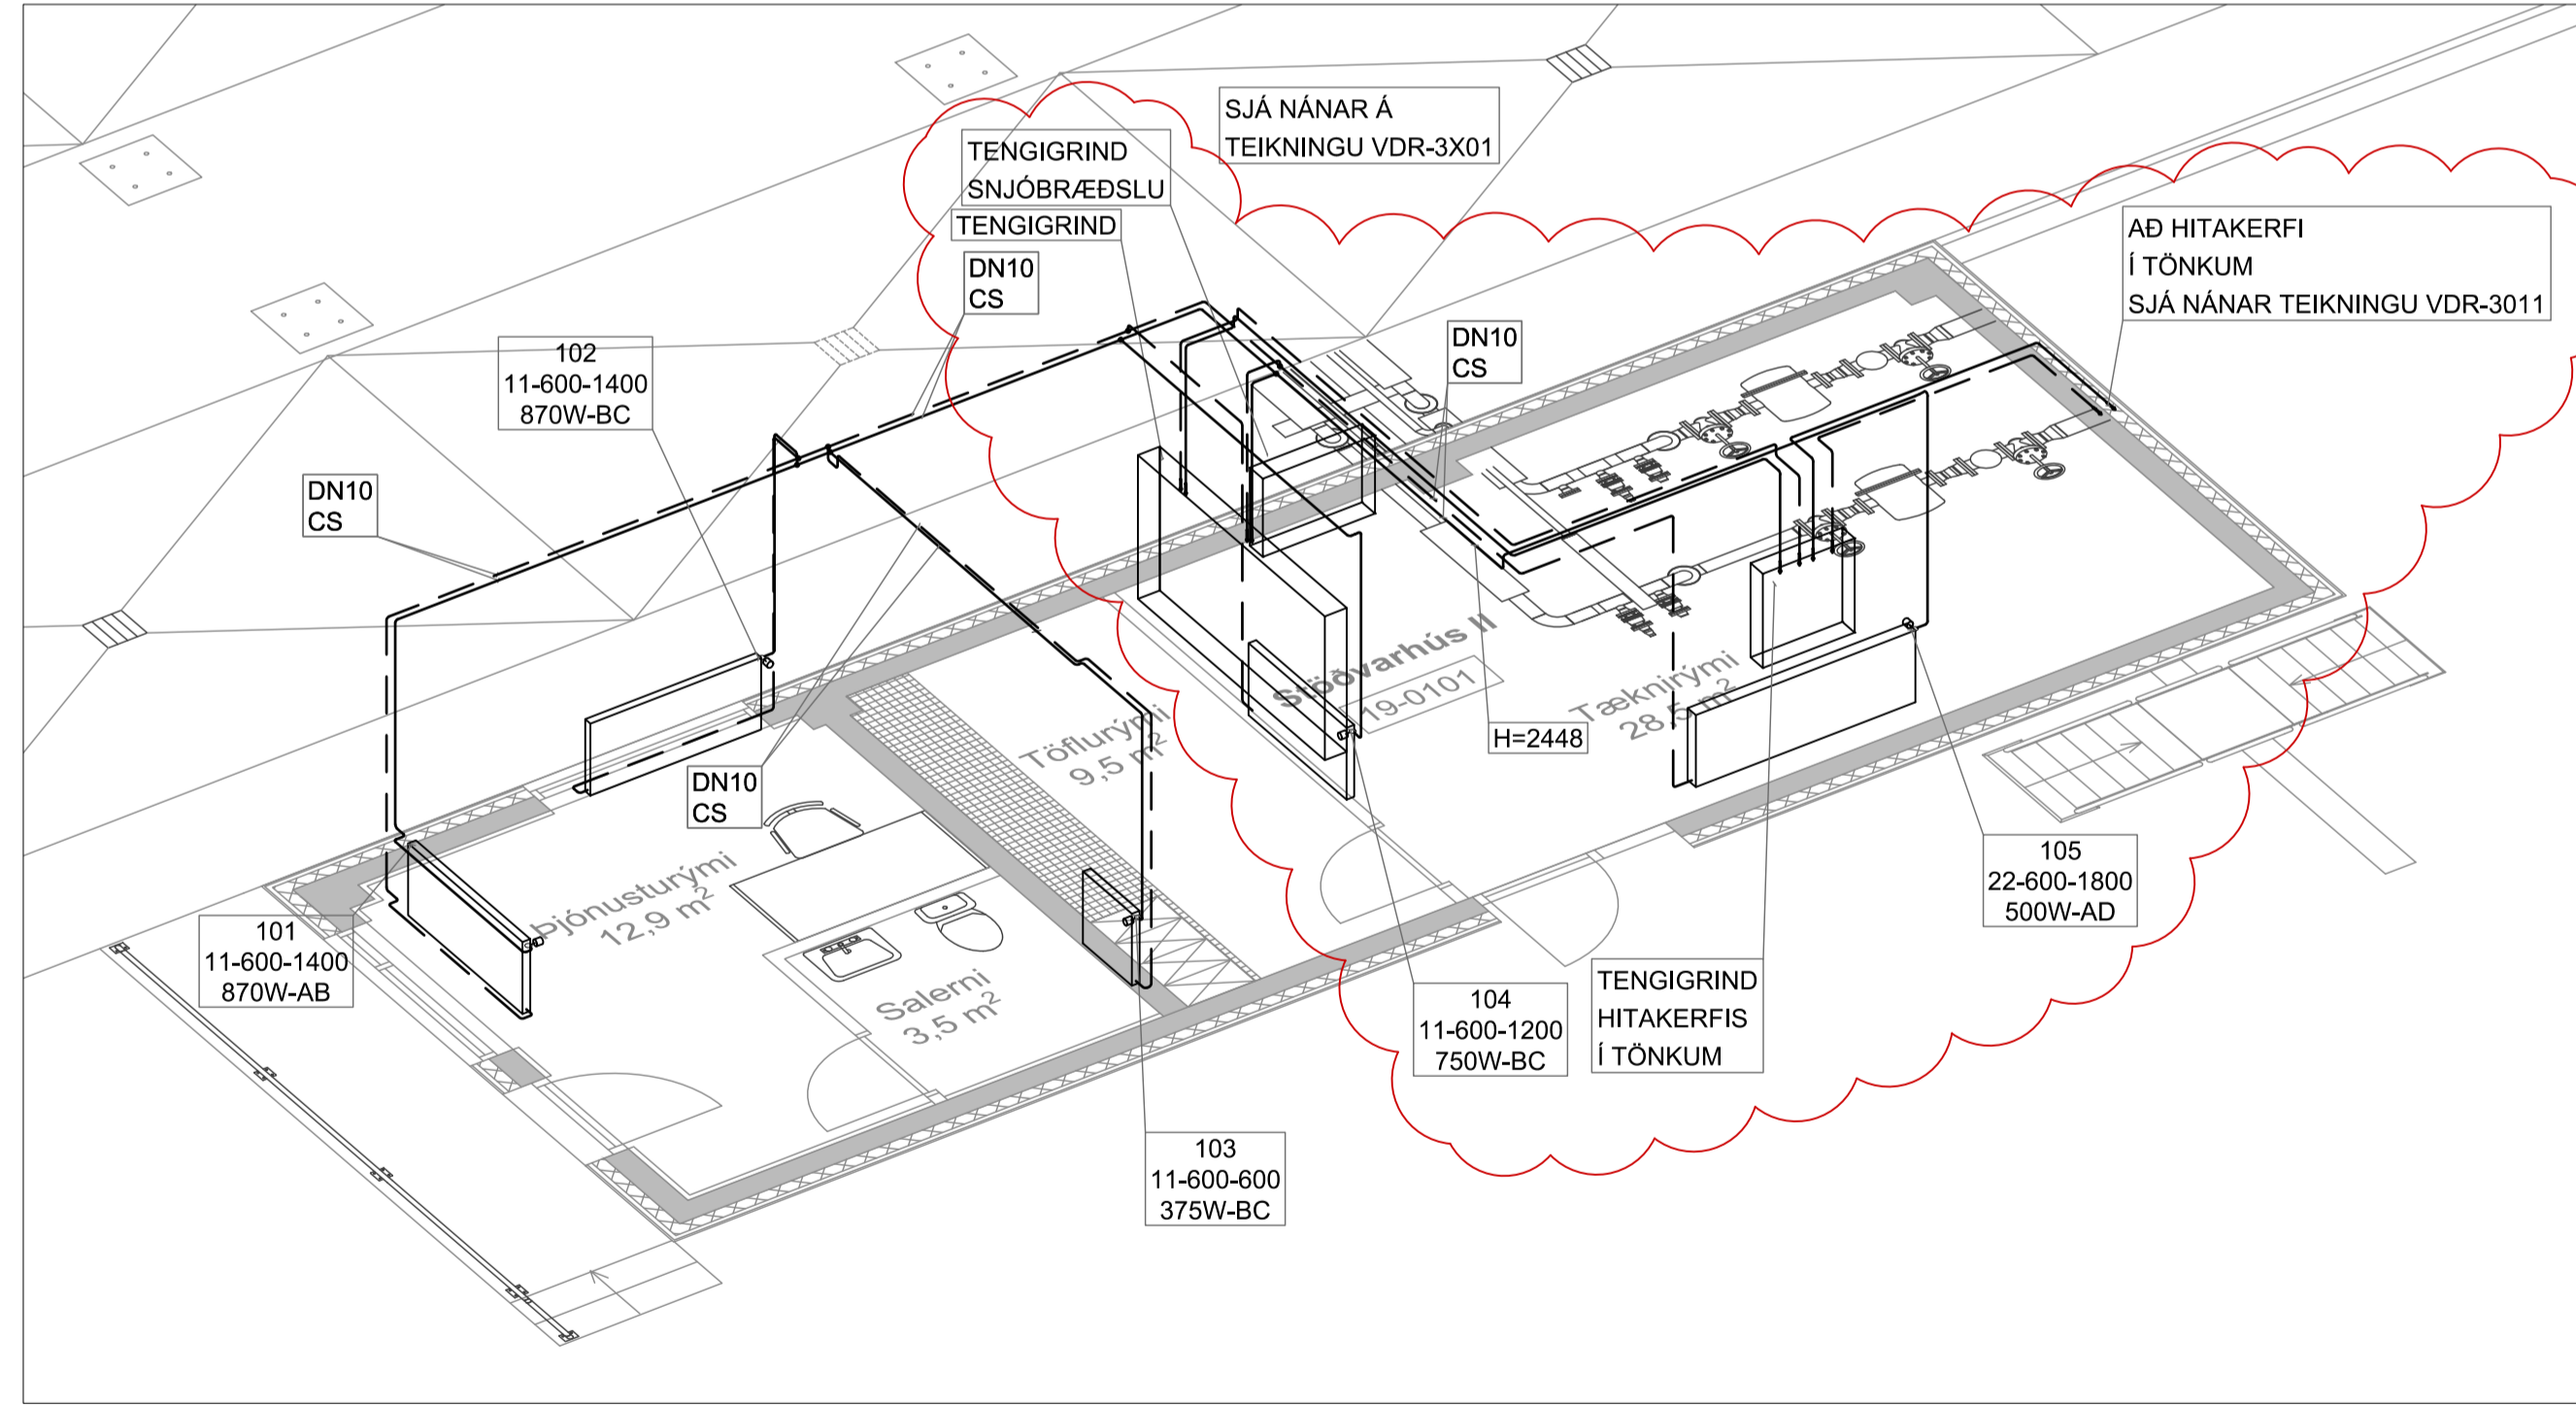 SJÁ NÁNAR Á
TEIKNINGU VDR-3X01
TENGIGRIND
SNJÓBRÆÐSLU
TENGIGRIND
DN10
CS
AÐ HITAKERFI
Í TÖNKUM
SJÁ NÁNAR TEIKNINGU VDR-3011
102
11-600-1400
870W-BC
DN10
CS
DN10
CS
DN10
CS
Stöðvarhús II
19-0101
Tæknirými
28,5 m²
H=2448
Töflurými
9,5 m²
Þjónusturými
12,9 m²
Salerni
3,5 m²
101
11-600-1400
870W-AB
105
22-600-1800
500W-AD
104
11-600-1200
750W-BC
TENGIGRIND
HITAKERFIS
Í TÖNKUM
103
11-600-600
375W-BC